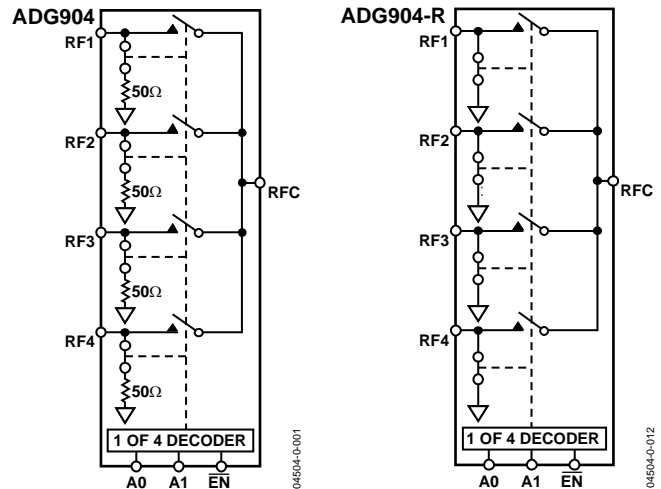 ADG904
RF1
50Ω
RF2
50Ω
RFC
RF3
50Ω
RF4
50Ω
1 OF 4 DECODER
A0 A1 EN
04504-0-001
ADG904-R
RF1
RF2
RFC
RF3
RF4
1 OF 4 DECODER
A0 A1 EN
04504-0-012